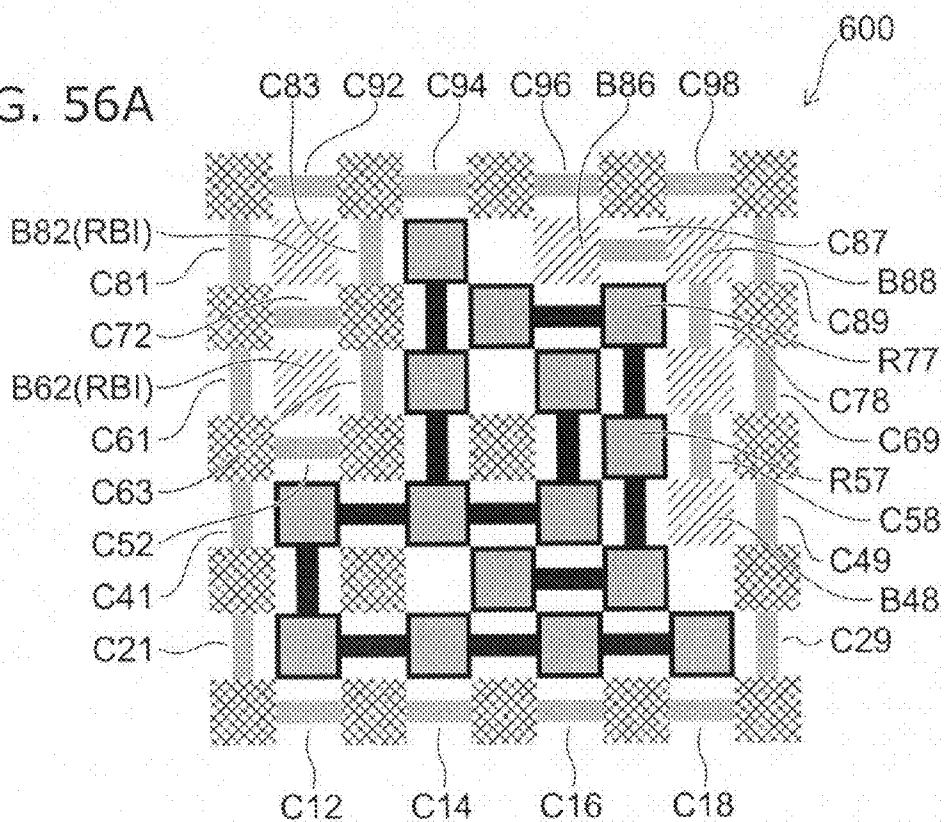 600
G. 56A
C83 C92 C94 C96 B86 C98
B82(RBI)
C81
C72
B62(RBI)
C61
C63
C52
C41
C21
C87
B88
C89
R77
C78
C69
R57
C58
C49
B48
C29
C12 C14 C16 C18